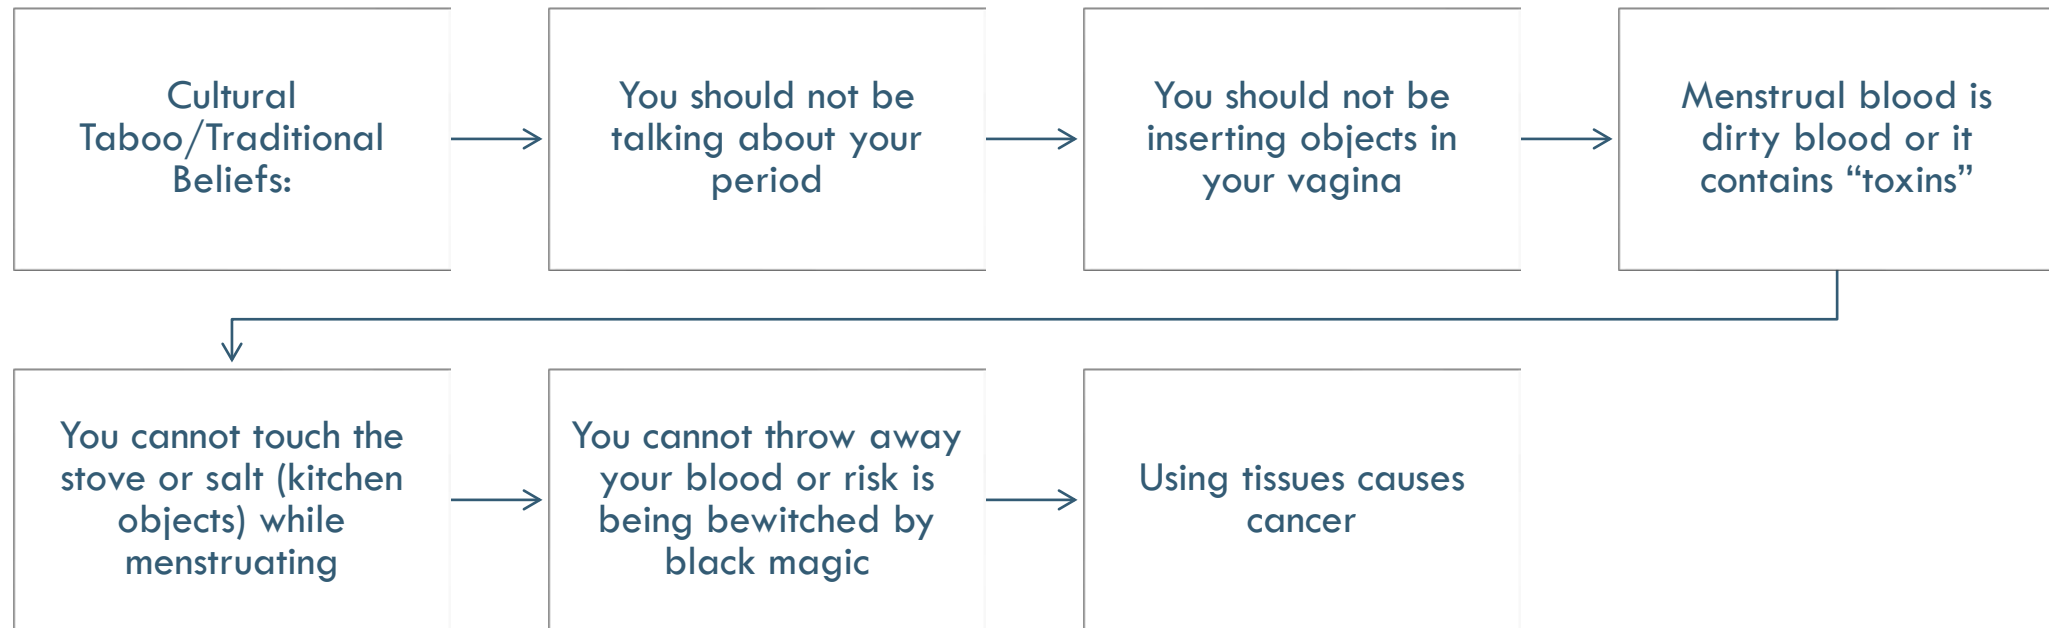 Cultural
Taboo/Traditional
Beliefs:
You should not be
talking about your
period
You should not be
inserting objects in
your vagina
Menstrual blood is
dirty blood or it
contains “toxins”
You cannot touch the
stove or salt (kitchen
objects) while
menstruating
You cannot throw away
your blood or risk is
being bewitched by
black magic
Using tissues causes
cancer